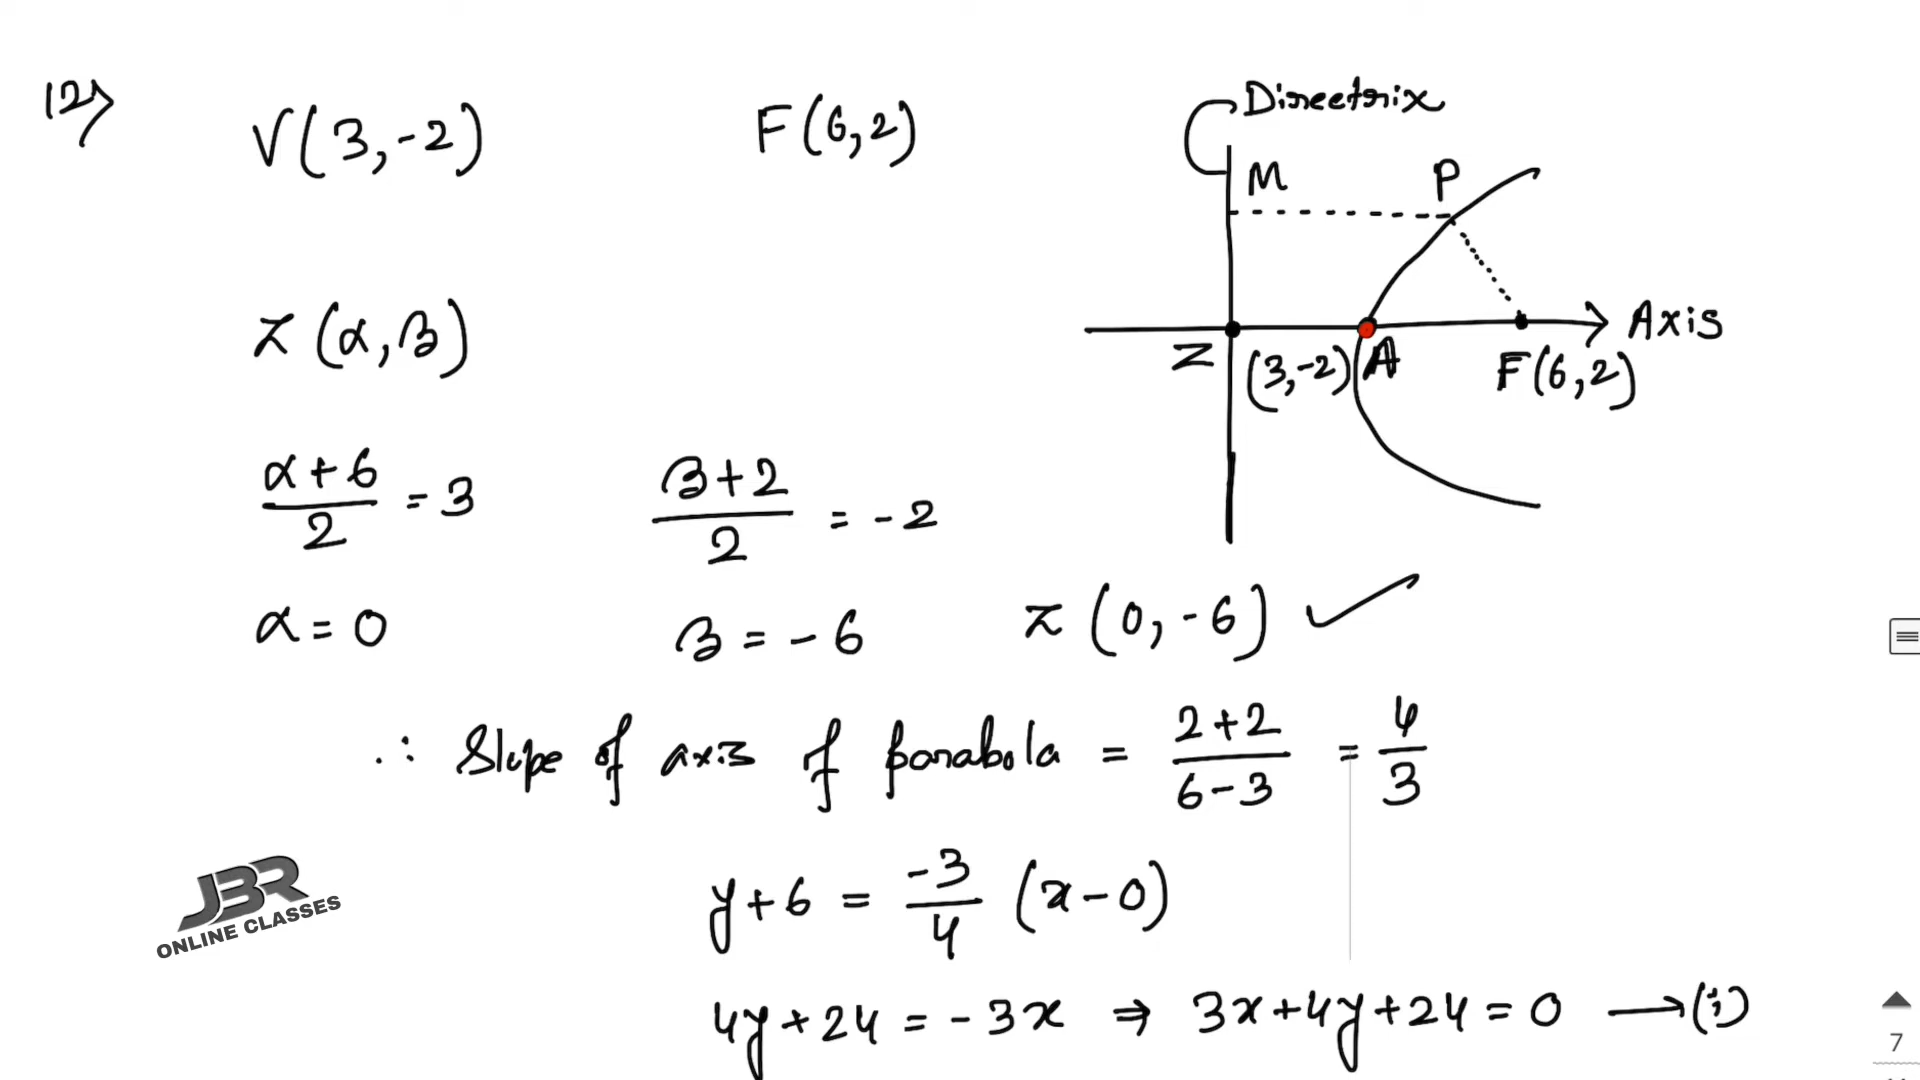 12>
V(3,-2) F(6,2)
Directrix
M P
Z (α,β)
Axis
Z (3,-2) A F(6,2)
(α+6)/2 = 3 (β+2)/2 = -2
α = 0 β = -6 Z (0,-6) ✓
∴ Slope of axis of parabola = (2+2)/(6-3) = 4/3
y+6 = -3/4 (x-0)
4y+24 = -3x ⇒ 3x+4y+24 = 0 ⟶(i)
JBR
ONLINE CLASSES
7